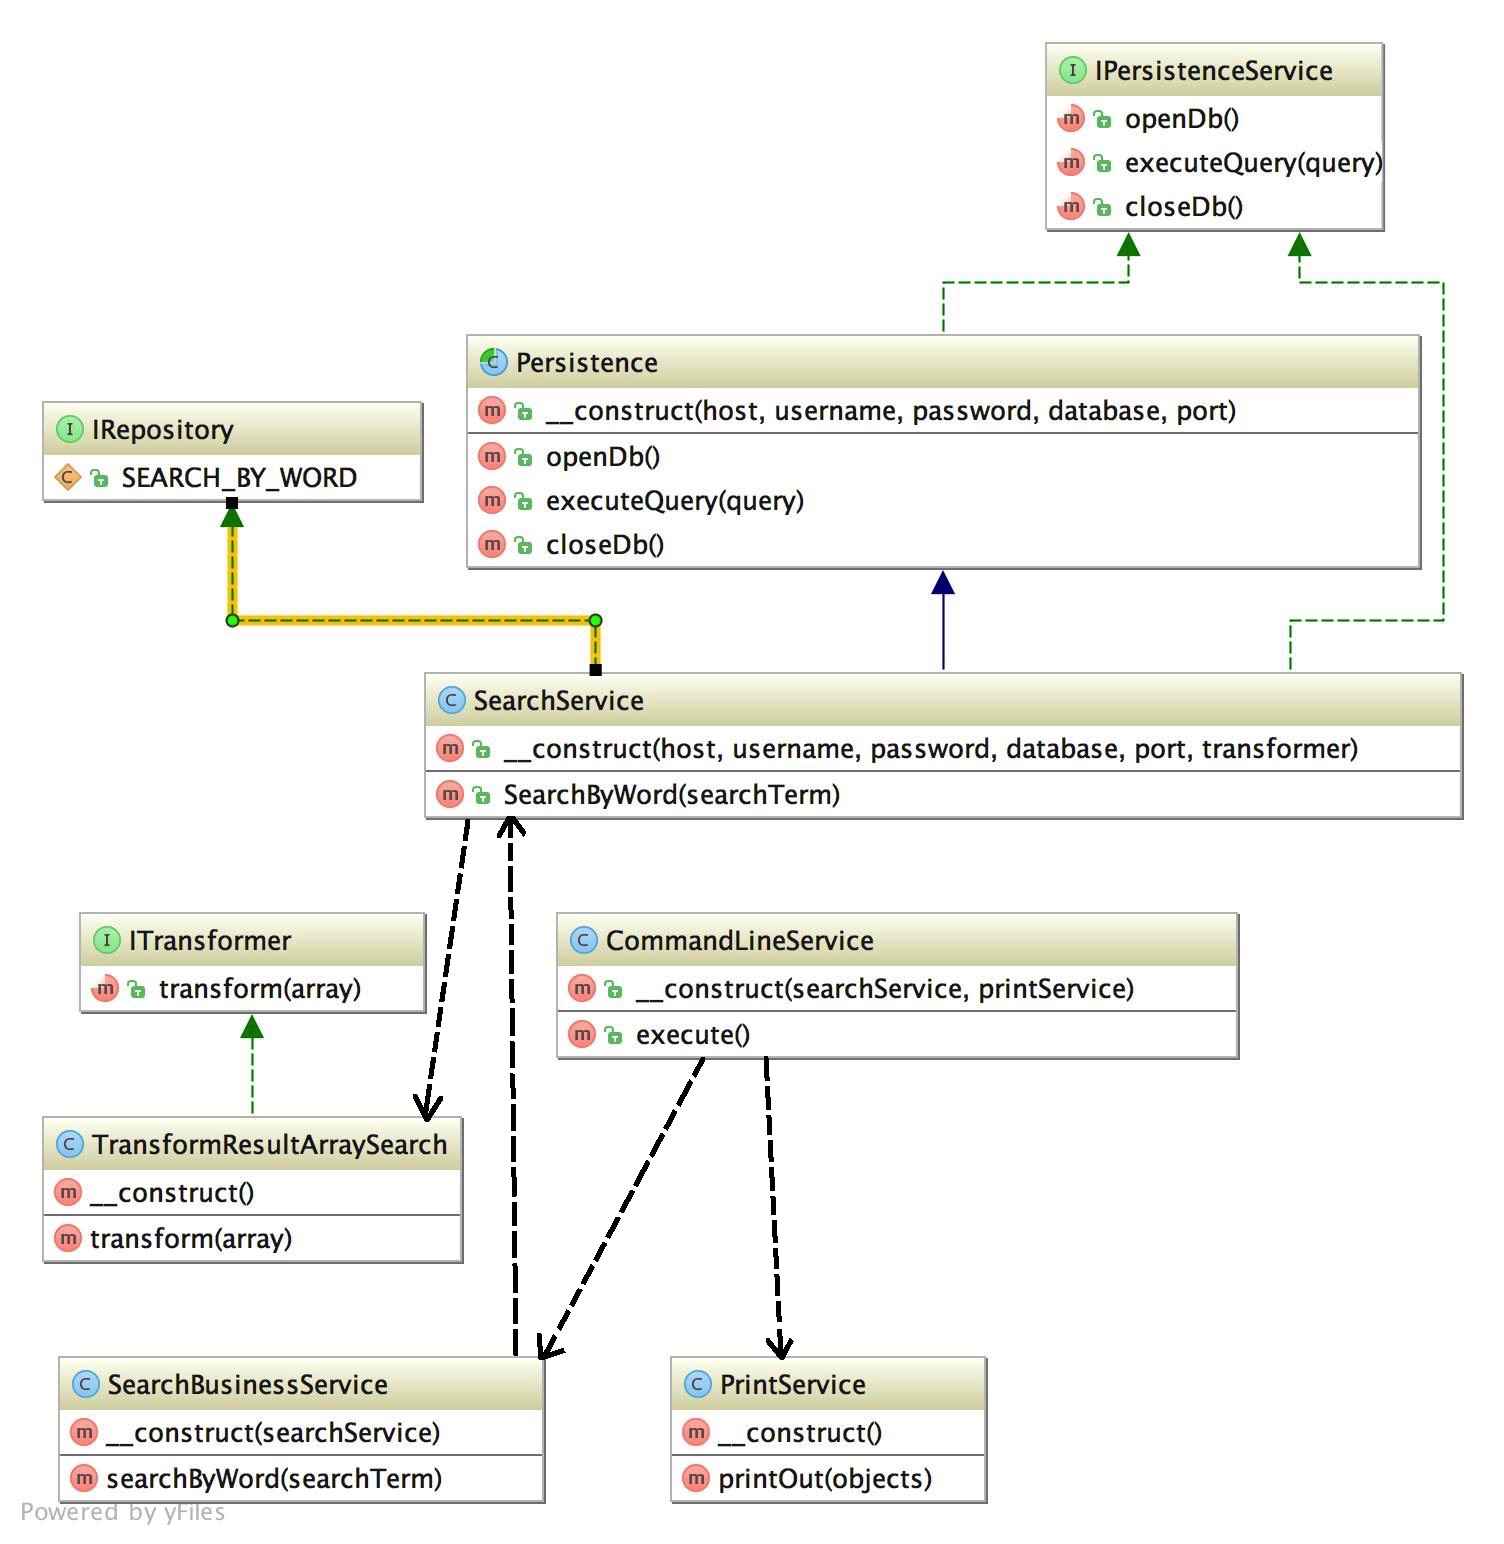 IPersistenceService
openDb()
executeQuery(query)
closeDb()
Persistence
__construct(host, username, password, database, port)
openDb()
executeQuery(query)
closeDb()
IRepository
SEARCH_BY_WORD
SearchService
__construct(host, username, password, database, port, transformer)
SearchByWord(searchTerm)
ITransformer
transform(array)
CommandLineService
__construct(searchService, printService)
execute()
TransformResultArraySearch
__construct()
transform(array)
SearchBusinessService
__construct(searchService)
searchByWord(searchTerm)
PrintService
__construct()
printOut(objects)
Powered by yFiles